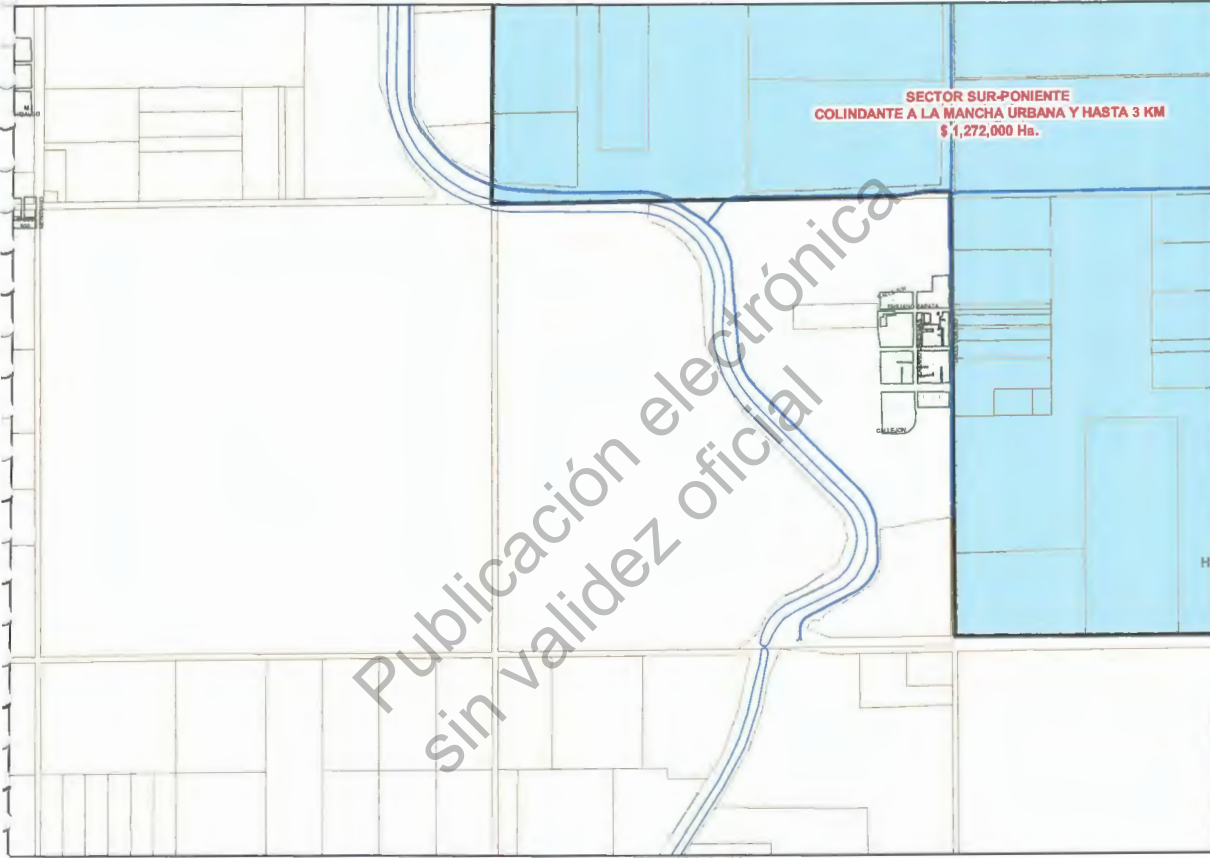 SECTOR SUR-PONIENTE
COLINDANTE A LA MANCHA URBANA Y HASTA 3 KM
$ 1,272,000 Ha.
CALLEJON
H
Publicación electrónica
sin validez oficial